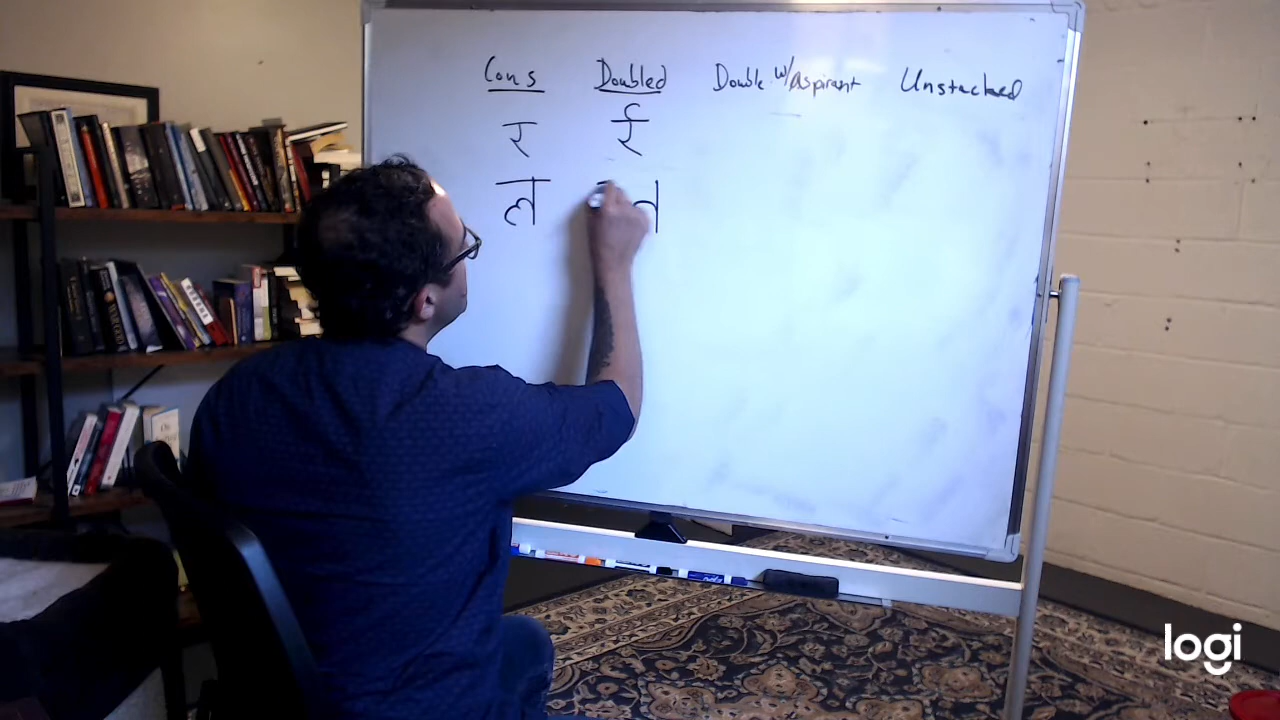 Cons Doubled Double w/ Aspirant Unstacked
र र्र
ल
logi